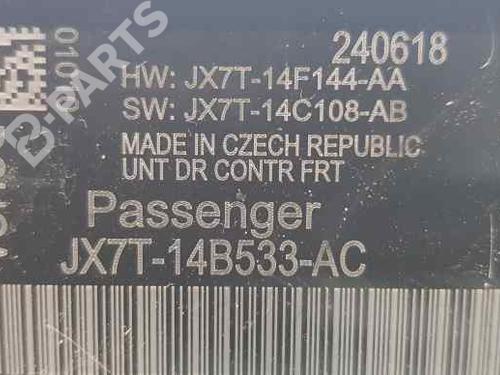 240618
HW: JX7T-14F144-AA
SW: JX7T-14C108-AB
MADE IN CZECH REPUBLIC
UNT DR CONTR FRT
Passenger
JX7T-14B533-AC
B-PARTS